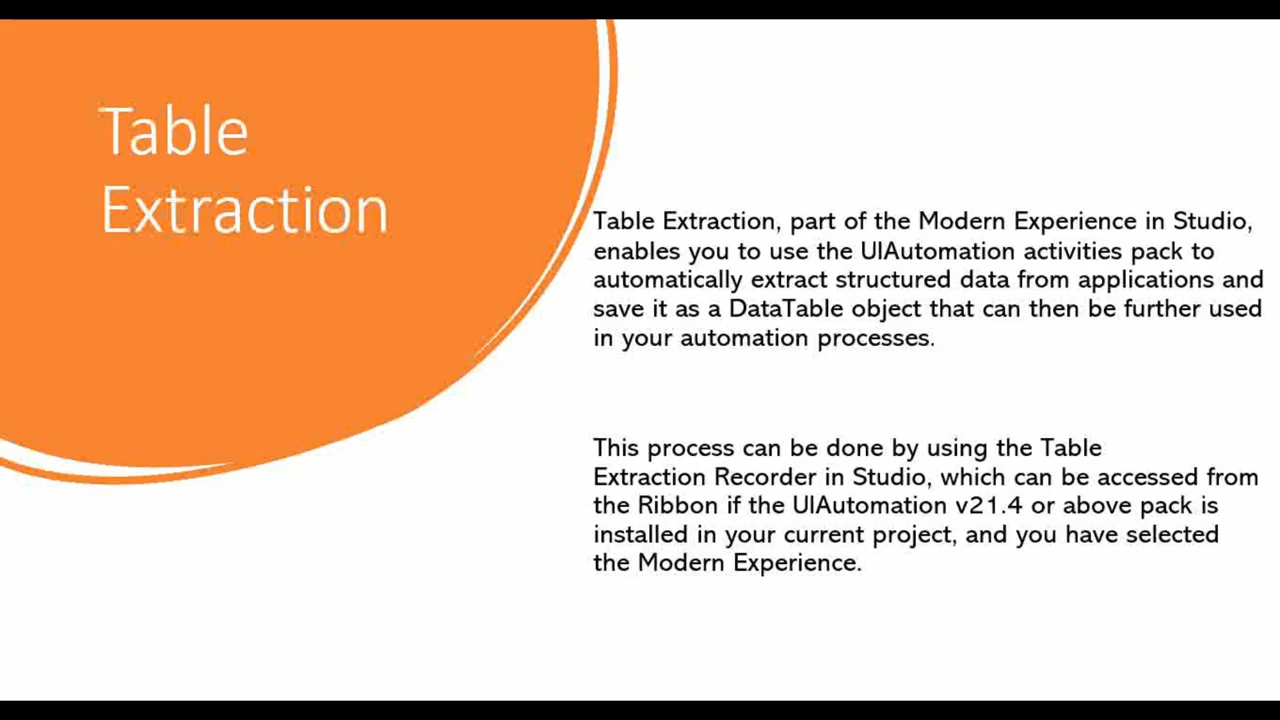 Table
Extraction
Table Extraction, part of the Modern Experience in Studio,
enables you to use the UIAutomation activities pack to
automatically extract structured data from applications and
save it as a DataTable object that can then be further used
in your automation processes.
This process can be done by using the Table
Extraction Recorder in Studio, which can be accessed from
the Ribbon if the UIAutomation v21.4 or above pack is
installed in your current project, and you have selected
the Modern Experience.